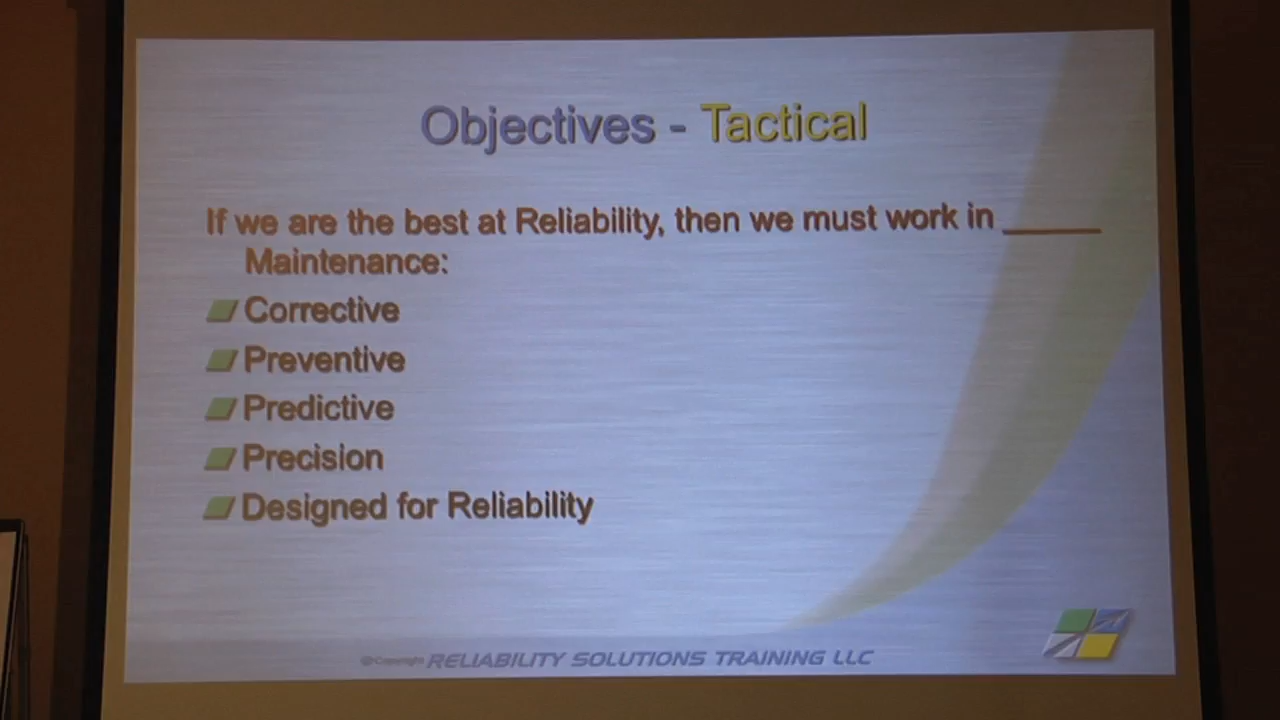 Objectives - Tactical
If we are the best at Reliability, then we must work in ______
Maintenance:
Corrective
Preventive
Predictive
Precision
Designed for Reliability
©Copyright RELIABILITY SOLUTIONS TRAINING LLC